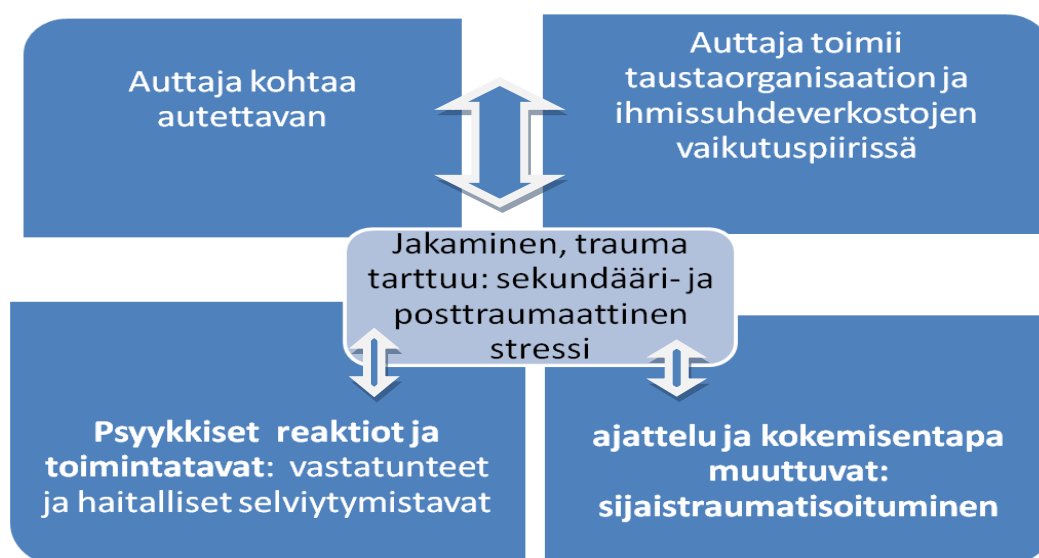 Auttaja kohtaa
autettavan
Auttaja toimii
taustaorganisaation ja
ihmissuhdeverkostojen
vaikutuspiirissä
Jakaminen, trauma
tarttuu: sekundääri- ja
posttraumaattinen
stressi
Psyykkiset reaktiot ja
toimintatavat: vastatunteet
ja haitalliset selviytymistavat
ajattelu ja kokemisentapa
muuttuvat:
sijaistraumatisoituminen